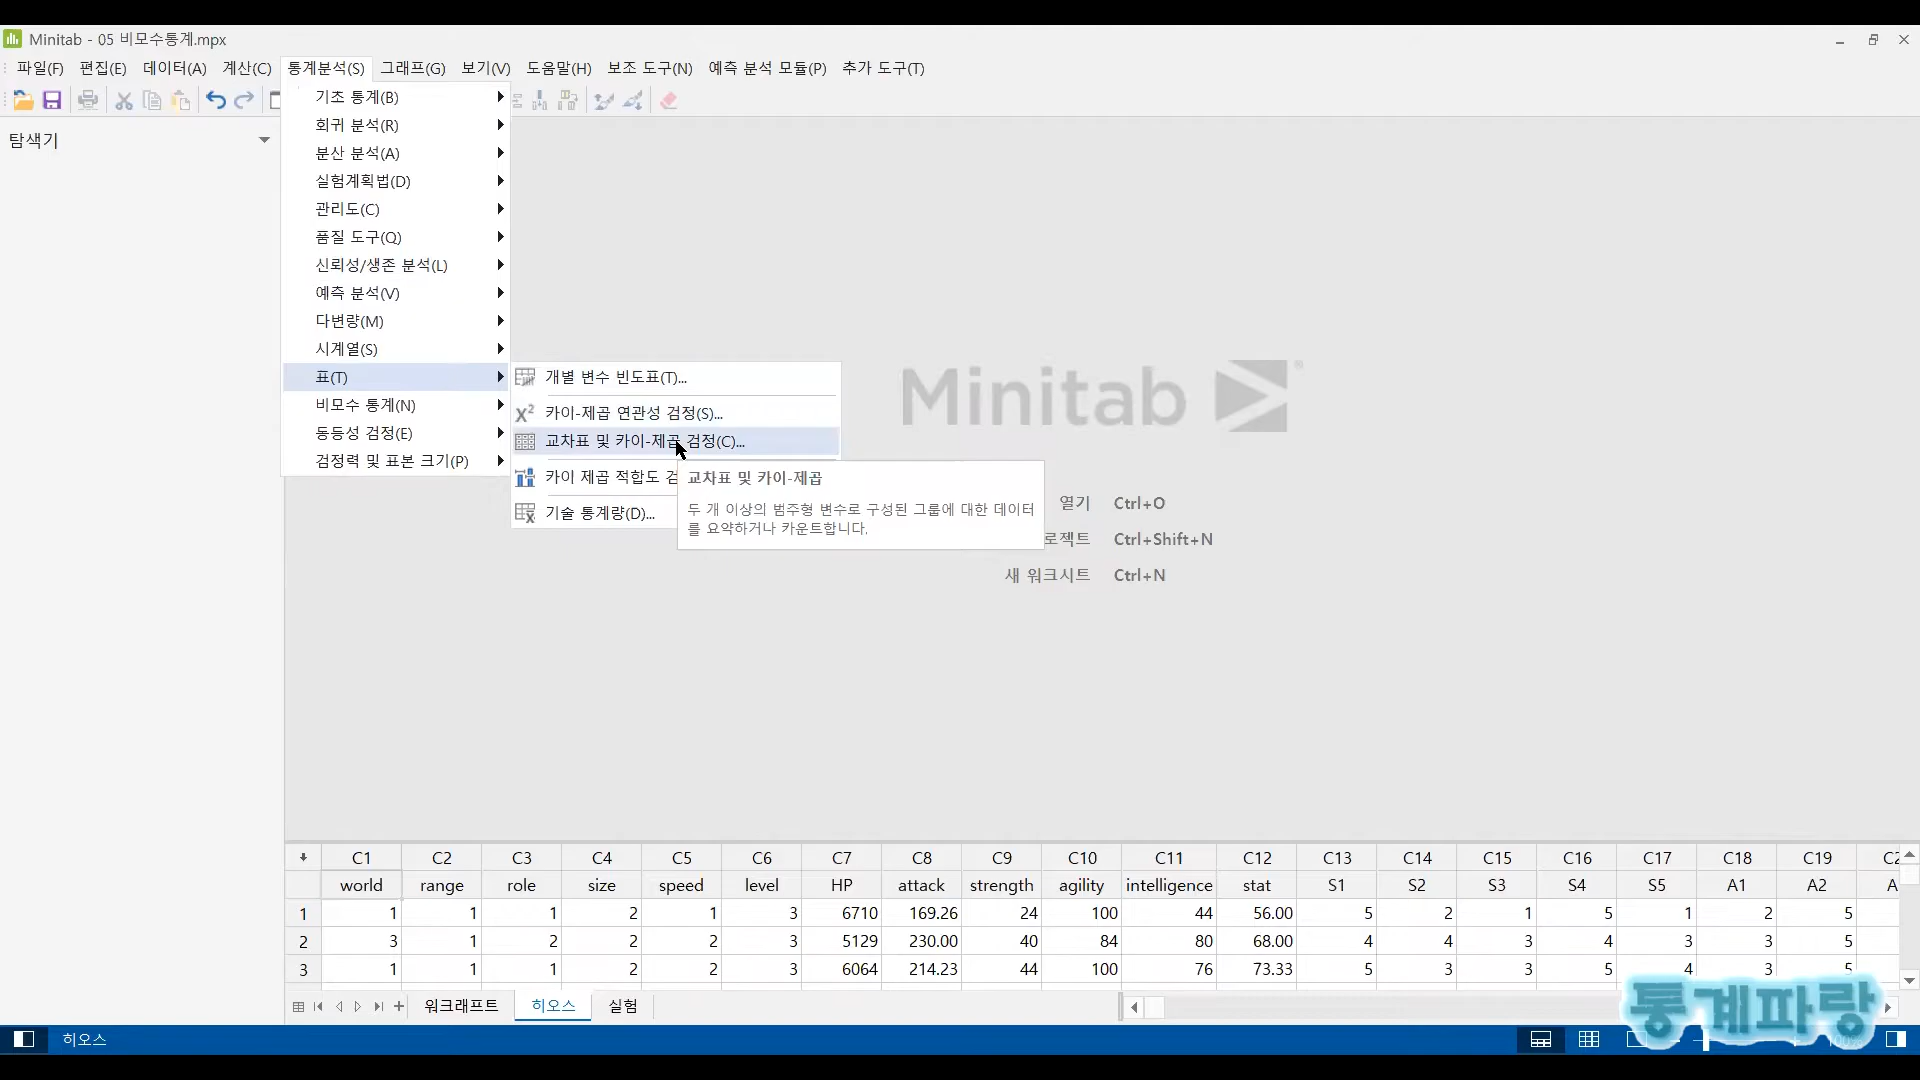 Minitab - 05 비모수통계.mpx
파일(F) 편집(E) 데이터(A) 계산(C) 통계분석(S) 그래프(G) 보기(V) 도움말(H) 보조 도구(N) 예측 분석 모듈(P) 추가 도구(T)
탐색기
기초 통계(B)
회귀 분석(R)
분산 분석(A)
실험계획법(D)
관리도(C)
품질 도구(Q)
신뢰성/생존 분석(L)
예측 분석(V)
다변량(M)
시계열(S)
표(T)
비모수 통계(N)
동등성 검정(E)
검정력 및 표본 크기(P)
개별 변수 빈도표(T)...
카이-제곱 연관성 검정(S)...
교차표 및 카이-제곱 검정(C)...
카이 제곱 적합도 검
기술 통계량(D)...
교차표 및 카이-제곱
두 개 이상의 범주형 변수로 구성된 그룹에 대한 데이터
를 요약하거나 카운트합니다.
Minitab
열기 Ctrl+O
로젝트 Ctrl+Shift+N
새 워크시트 Ctrl+N
C1 C2 C3 C4 C5 C6 C7 C8 C9 C10 C11 C12 C13 C14 C15 C16 C17 C18 C19 C2
world range role size speed level HP attack strength agility intelligence stat S1 S2 S3 S4 S5 A1 A2 A
1 1 1 1 2 1 3 6710 169.26 24 100 44 56.00 5 2 1 5 1 2 5
2 3 1 2 2 2 3 5129 230.00 40 84 80 68.00 4 4 3 4 3 3 5
3 1 1 1 2 2 3 6064 214.23 44 100 76 73.33 5 3 3 5 4 3 5
워크래프트 히오스 실험
통계파랑
히오스